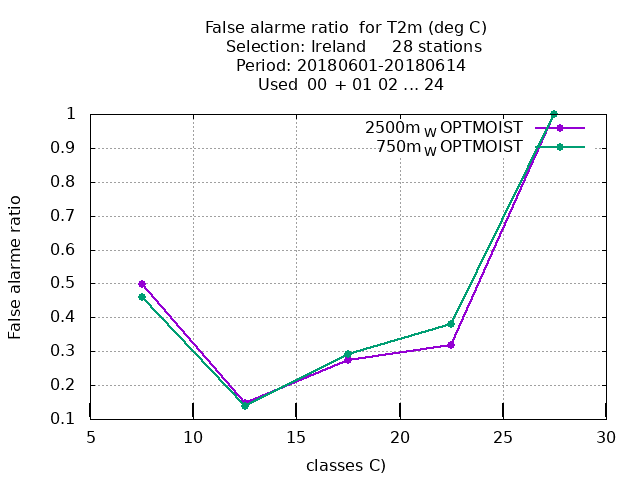 False alarme ratio  for T2m (deg C)
Selection: Ireland     28 stations
Period: 20180601-20180614
Used  00 + 01 02 ... 24
False alarme ratio
1
0.9
0.8
0.7
0.6
0.5
0.4
0.3
0.2
0.1
2500m W OPTMOIST
750m W OPTMOIST
5 10 15 20 25 30
classes C)